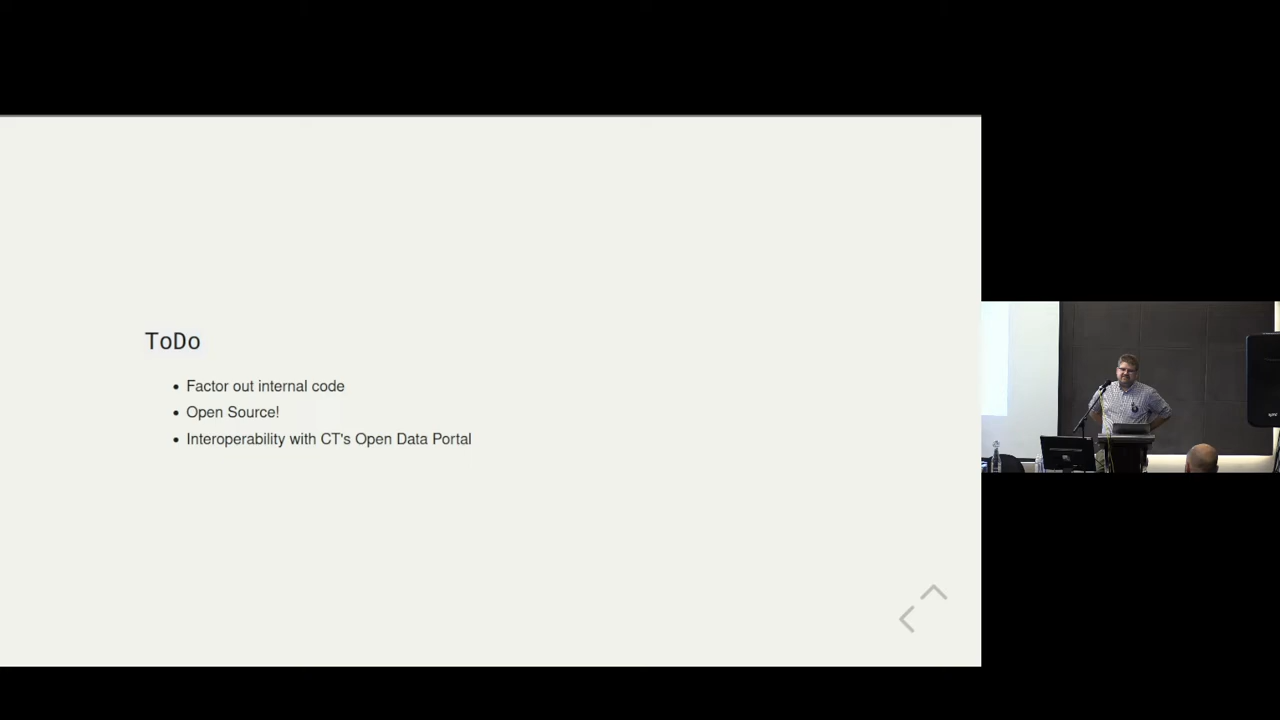 ToDo
Factor out internal code
Open Source!
Interoperability with CT's Open Data Portal